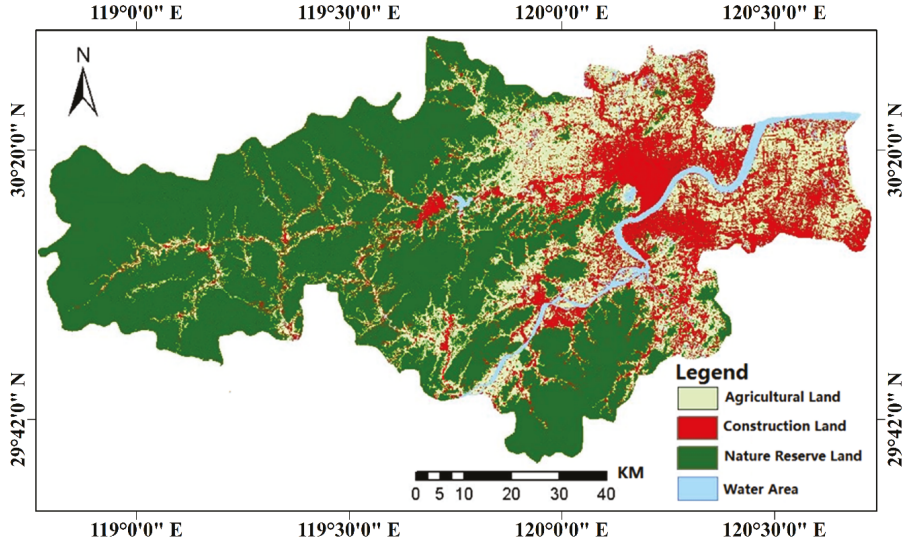 119°0'0" E 119°30'0" E 120°0'0" E 120°30'0" E
N
30°20'0" N
30°20'0" N
29°42'0" N
29°42'0" N
Legend
Agricultural Land
Construction Land
Nature Reserve Land
Water Area
KM
0 5 10 20 30 40
119°0'0" E 119°30'0" E 120°0'0" E 120°30'0" E